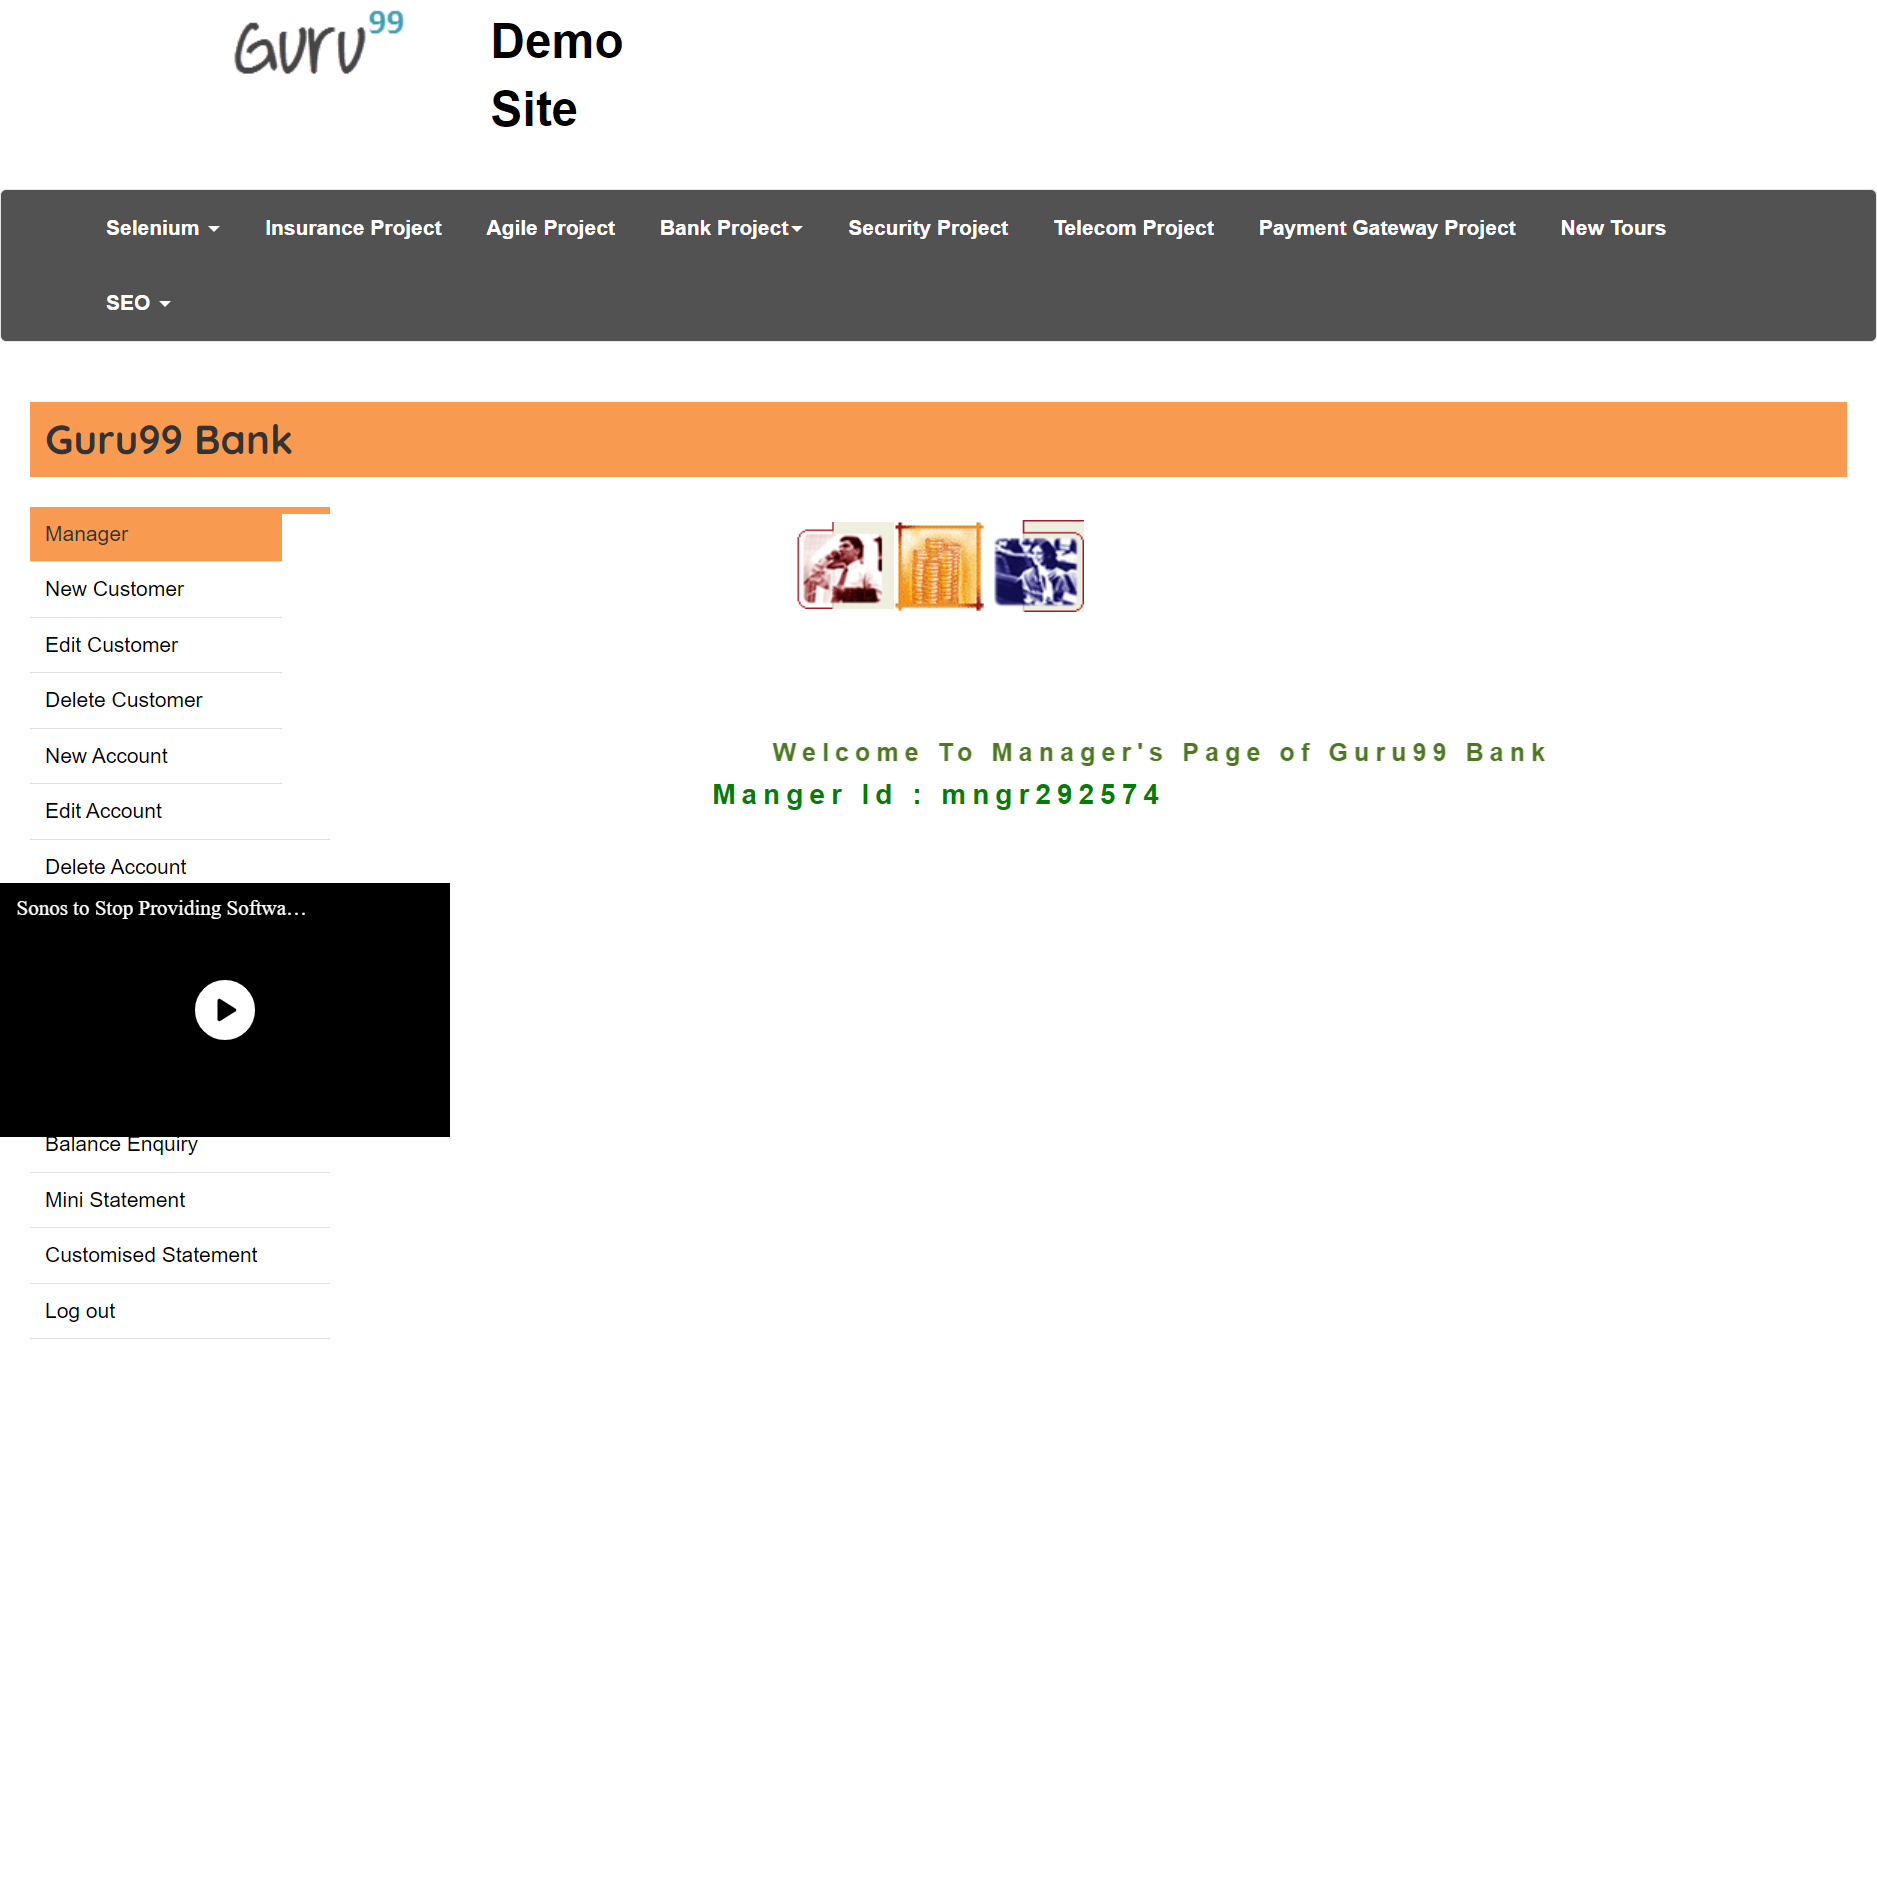 Guru99
Demo
Site
Selenium Insurance Project Agile Project Bank Project Security Project Telecom Project Payment Gateway Project New Tours
SEO
Guru99 Bank
Manager
New Customer
Edit Customer
Delete Customer
New Account
Edit Account
Delete Account
Sonos to Stop Providing Softwa…
Balance Enquiry
Mini Statement
Customised Statement
Log out
Welcome To Manager's Page of Guru99 Bank
Manger Id : mngr292574